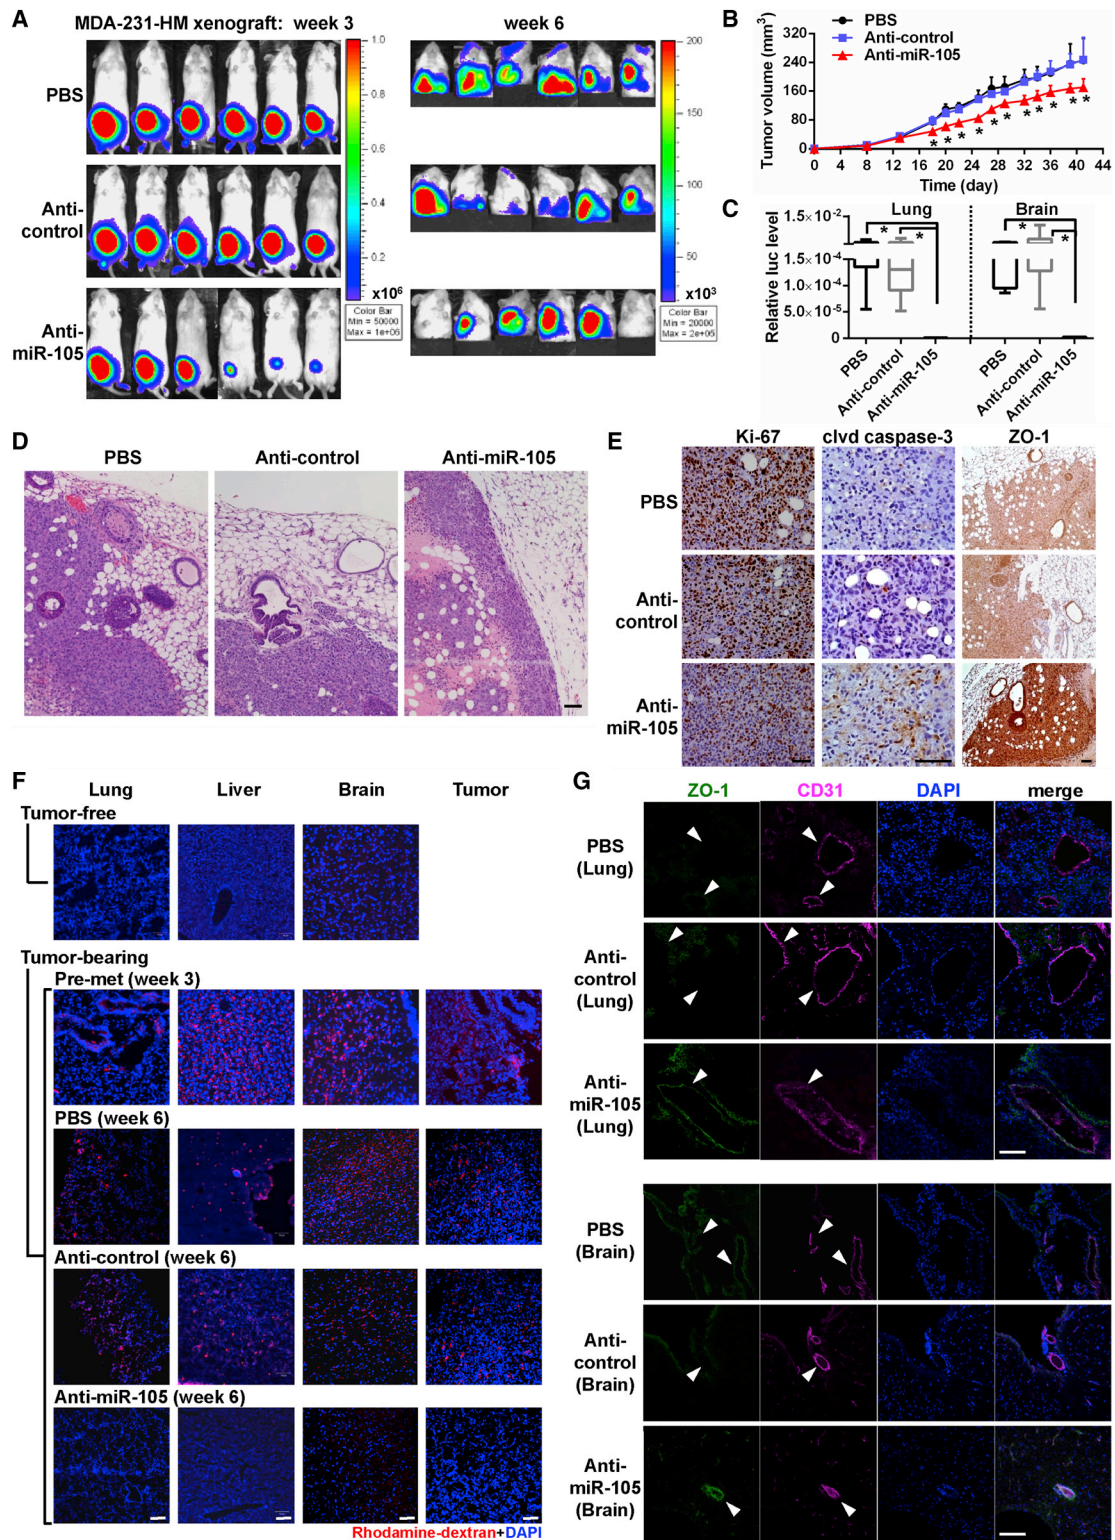 A
MDA-231-HM xenograft: week 3
week 6
PBS
Anti-
control
Anti-
miR-105
1.0
0.8
0.6
0.4
0.2
x10⁶
Color Bar
Min = 50000
Max = 1e+06
200
150
100
50
x10³
Color Bar
Min = 20000
Max = 2e+05
B
PBS
Anti-control
Anti-miR-105
Tumor volume (mm³)
320
240
160
80
0
0 4 8 12 16 20 24 28 32 36 40 44
Time (day)
* * * * * * * * * *
C
Lung
Brain
Relative luc level
1.5×10⁻²
1.5×10⁻⁴
5.0×10⁻⁵
0
* *
* *
PBS
Anti-control
Anti-miR-105
PBS
Anti-control
Anti-miR-105
D
PBS
Anti-control
Anti-miR-105
E
Ki-67
clvd caspase-3
ZO-1
PBS
Anti-
control
Anti-
miR-105
F
Lung
Liver
Brain
Tumor
Tumor-free
Tumor-bearing
Pre-met (week 3)
PBS (week 6)
Anti-control (week 6)
Anti-miR-105 (week 6)
Rhodamine-dextran+DAPI
G
ZO-1
CD31
DAPI
merge
PBS
(Lung)
Anti-
control
(Lung)
Anti-
miR-105
(Lung)
PBS
(Brain)
Anti-
control
(Brain)
Anti-
miR-105
(Brain)